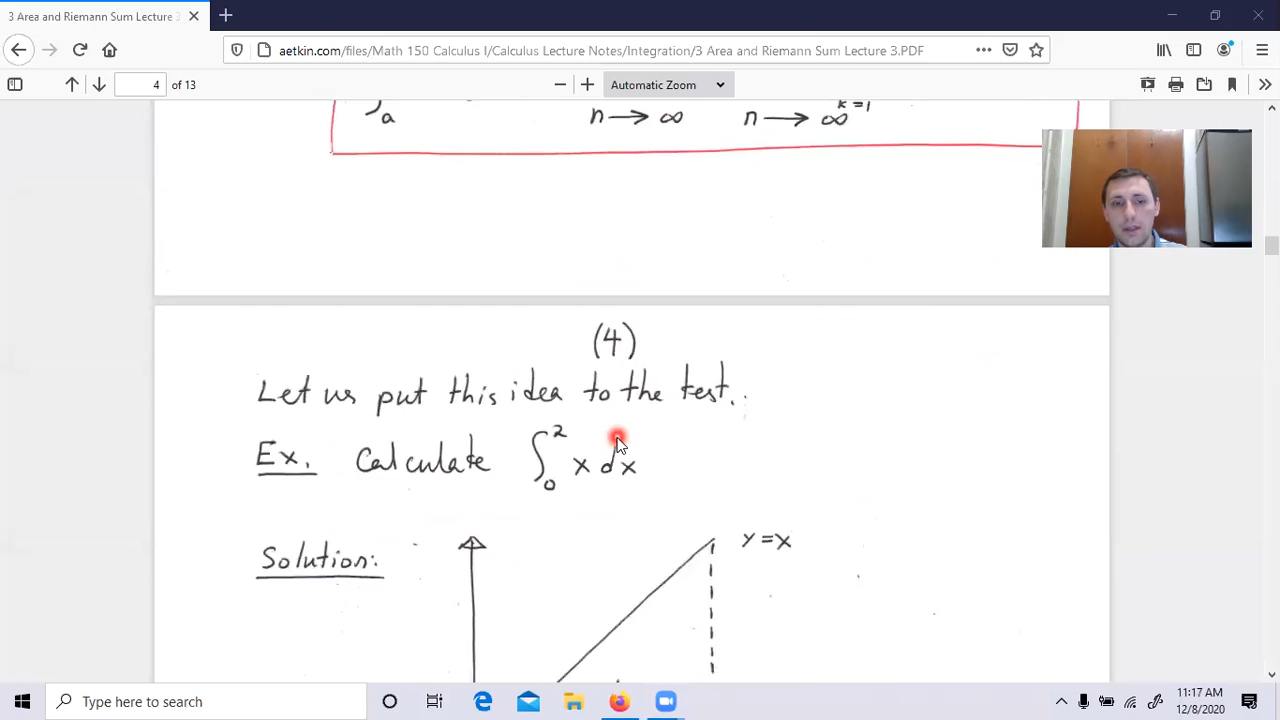 3 Area and Riemann Sum Lecture 3
aetkin.com/files/Math 150 Calculus I/Calculus Lecture Notes/Integration/3 Area and Riemann Sum Lecture 3.PDF
4 of 13
Automatic Zoom
a
n → ∞ n → ∞ k=1
(4)
Let us put this idea to the test.
Ex. Calculate ∫₀² x dx
Solution:
y = x
Type here to search
11:17 AM
12/8/2020